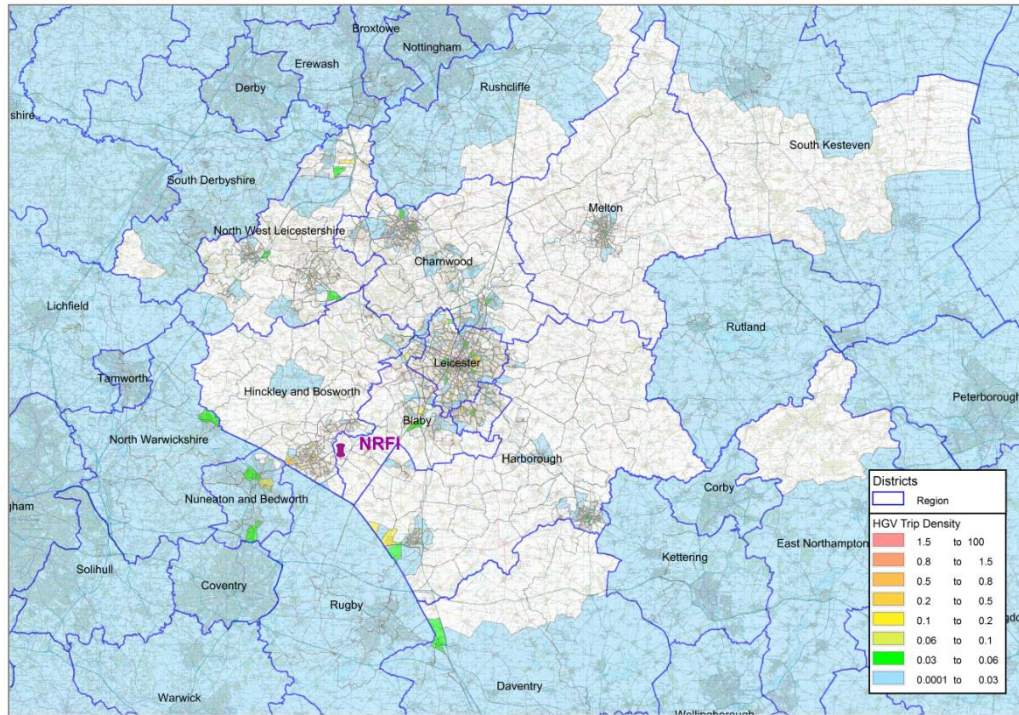 Broxtowe
Nottingham
Erewash
Derby
Rushcliffe
shire
South Kesteven
South Derbyshire
Melton
North West Leicestershire
Charnwood
Lichfield
Rutland
Leicester
Tamworth
Hinckley and Bosworth
Peterborough
Blaby
North Warwickshire
NRFI
Harborough
Corby
Nuneaton and Bedworth
gham
East Northampton
Kettering
Solihull
Coventry
Rugby
Warwick
Daventry
Wellingborough
Districts
Region
HGV Trip Density
1.5 to 100
0.8 to 1.5
0.5 to 0.8
0.2 to 0.5
0.1 to 0.2
0.06 to 0.1
0.03 to 0.06
0.0001 to 0.03